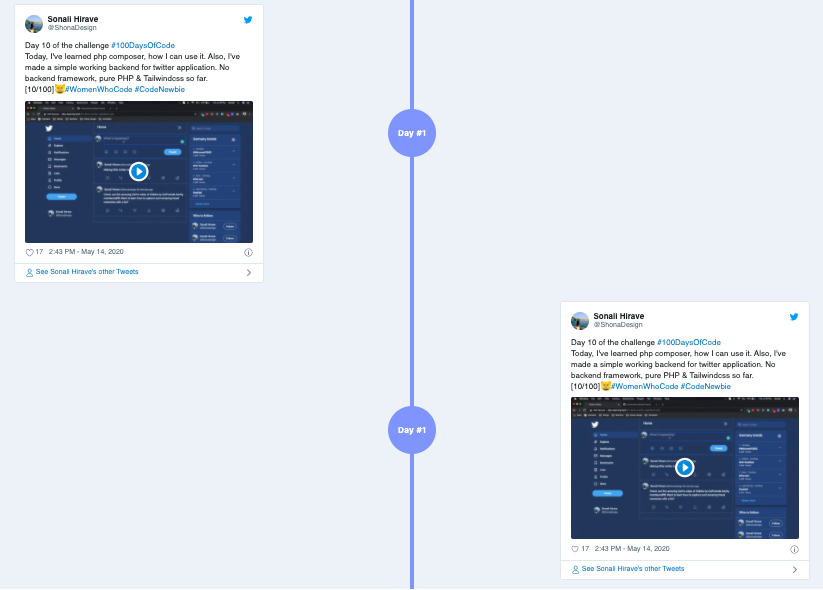 Sonali Hirave
@ShonaDesign
Day 10 of the challenge #100DaysOfCode
Today, I've learned php composer, how I can use it. Also, I've
made a simple working backend for twitter application. No
backend framework, pure PHP & Tailwindcss so far.
[10/100]😸#WomenWhoCode #CodeNewbie
Home
17 2:43 PM - May 14, 2020
See Sonali Hirave's other Tweets
Day #1
Sonali Hirave
@ShonaDesign
Day 10 of the challenge #100DaysOfCode
Today, I've learned php composer, how I can use it. Also, I've
made a simple working backend for twitter application. No
backend framework, pure PHP & Tailwindcss so far.
[10/100]😸#WomenWhoCode #CodeNewbie
Home
17 2:43 PM - May 14, 2020
See Sonali Hirave's other Tweets
Day #1